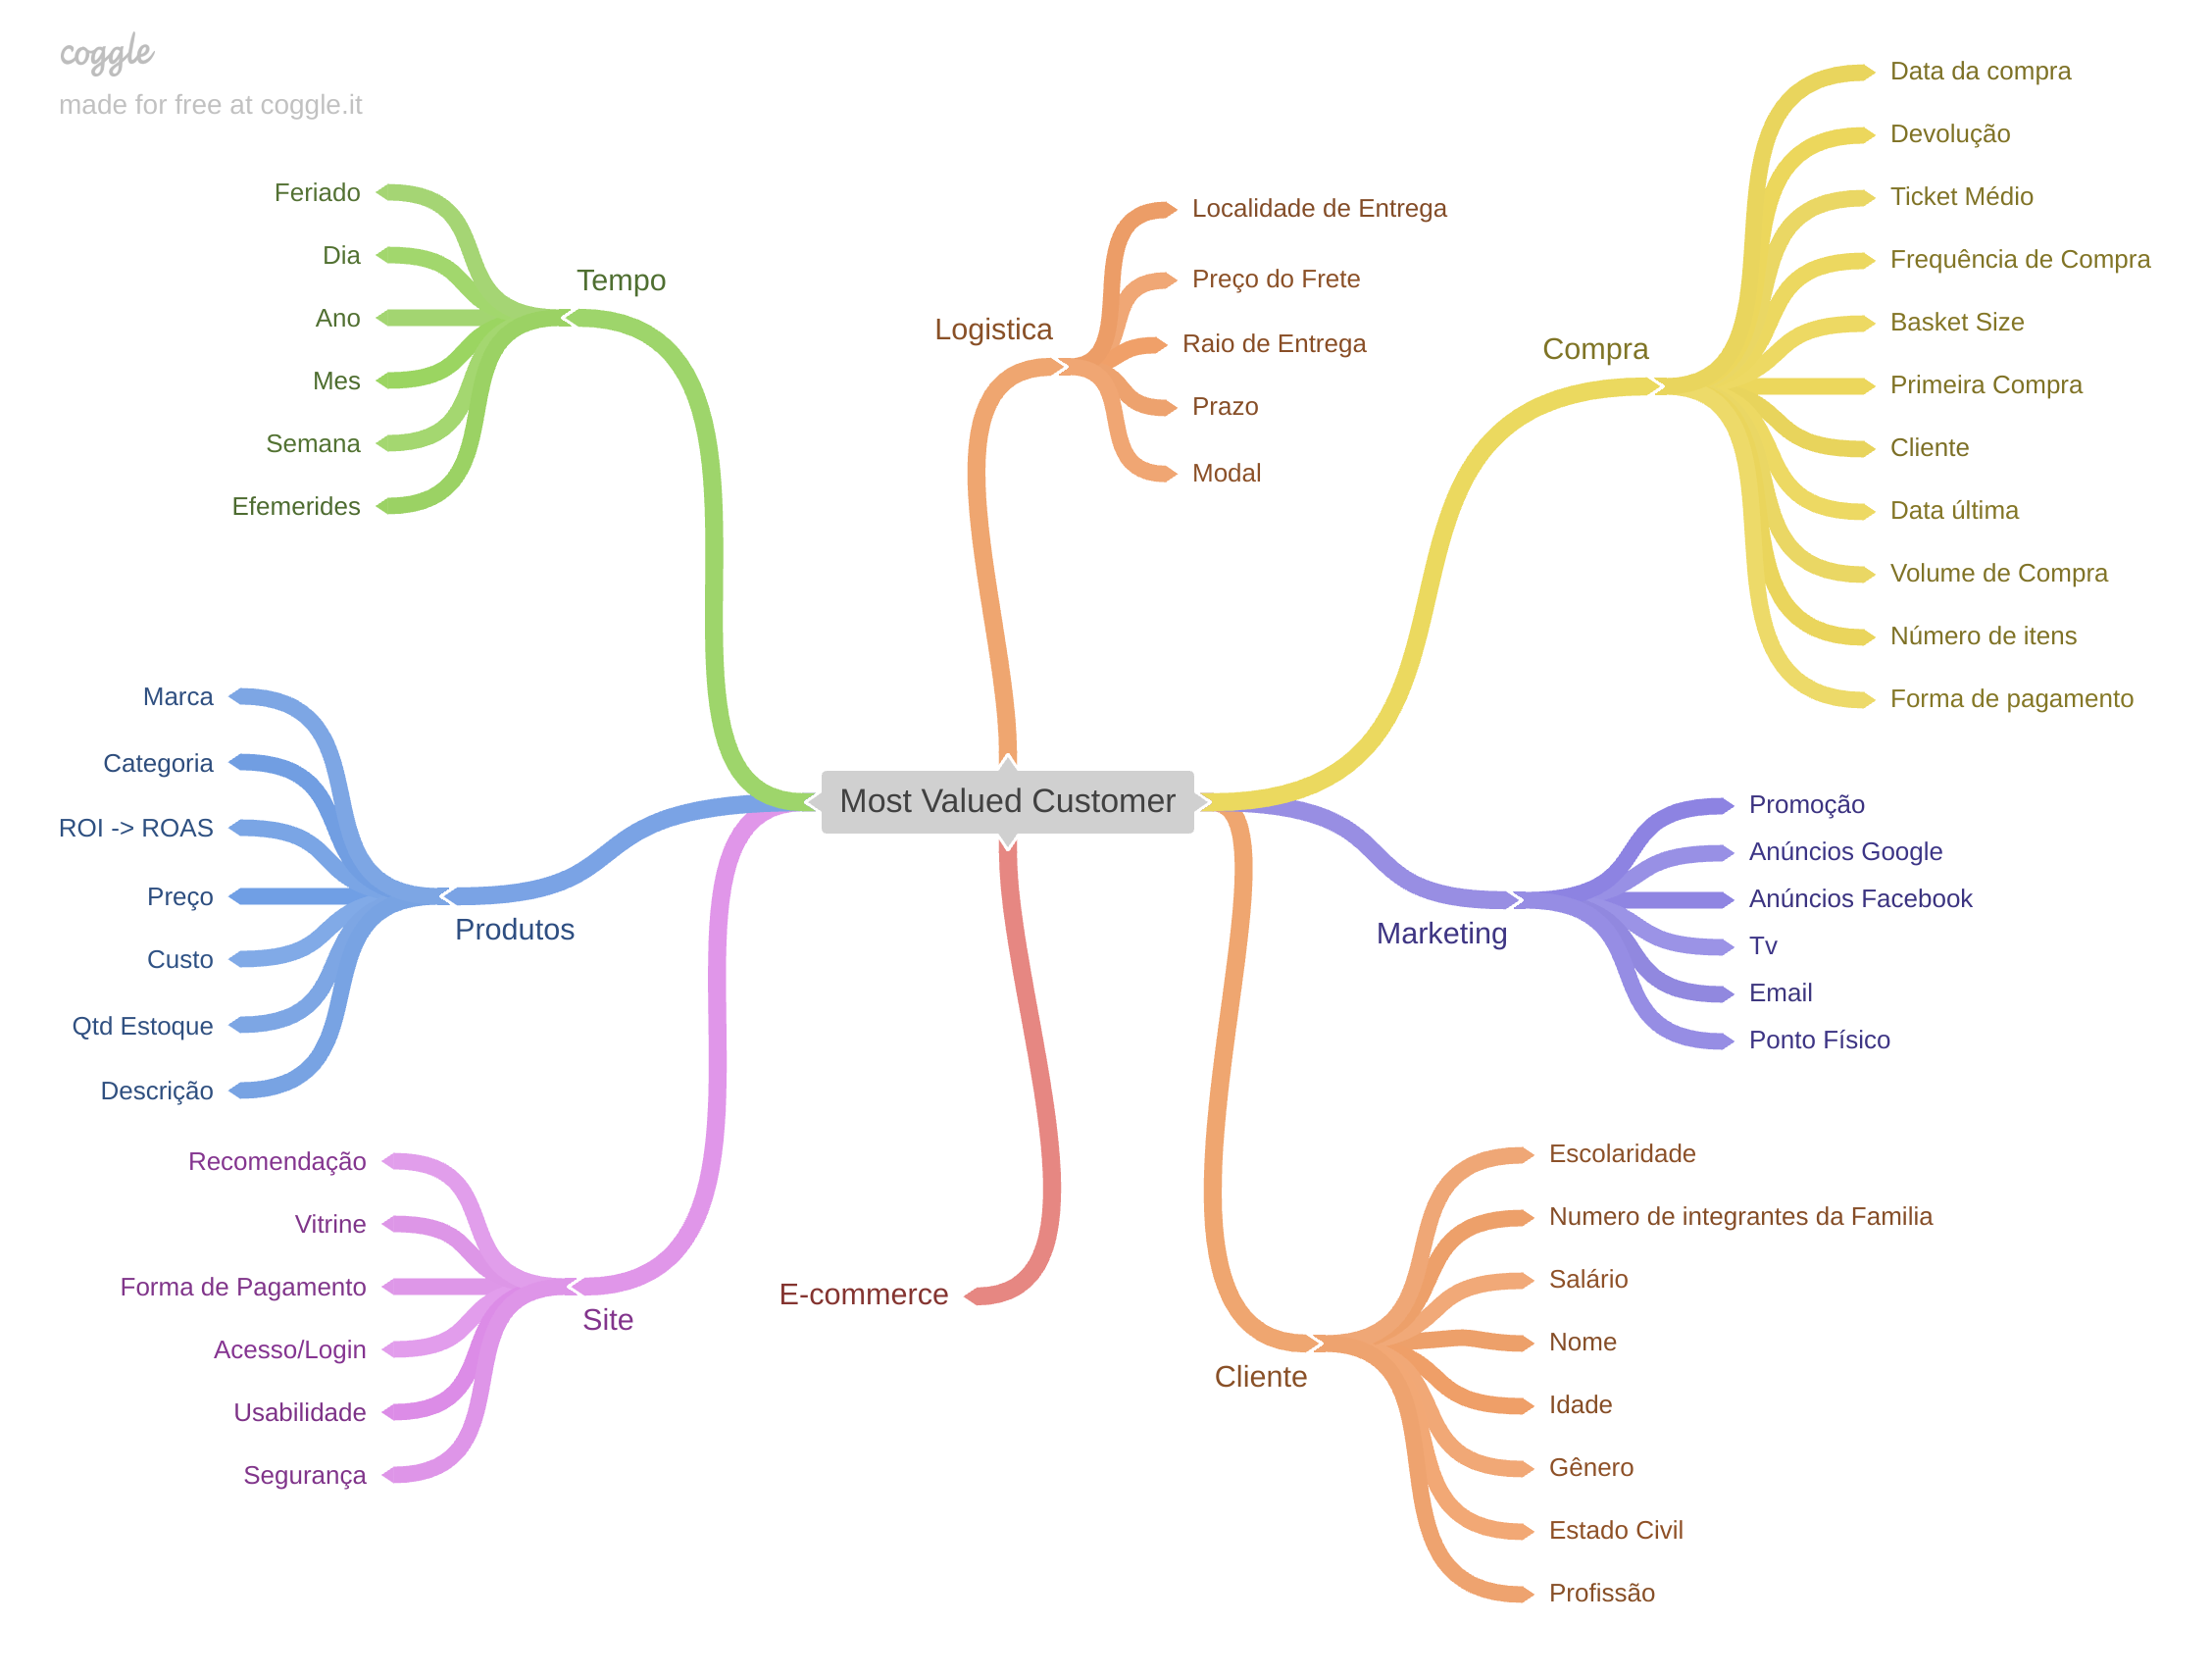 coggle
made for free at coggle.it
Tempo
Feriado
Dia
Ano
Mes
Semana
Efemerides
Logistica
Localidade de Entrega
Preço do Frete
Raio de Entrega
Prazo
Modal
Compra
Data da compra
Devolução
Ticket Médio
Frequência de Compra
Basket Size
Primeira Compra
Cliente
Data última
Volume de Compra
Número de itens
Forma de pagamento
Most Valued Customer
Produtos
Marca
Categoria
ROI -> ROAS
Preço
Custo
Qtd Estoque
Descrição
Marketing
Promoção
Anúncios Google
Anúncios Facebook
Tv
Email
Ponto Físico
Site
Recomendação
Vitrine
Forma de Pagamento
Acesso/Login
Usabilidade
Segurança
E-commerce
Cliente
Escolaridade
Numero de integrantes da Familia
Salário
Nome
Idade
Gênero
Estado Civil
Profissão